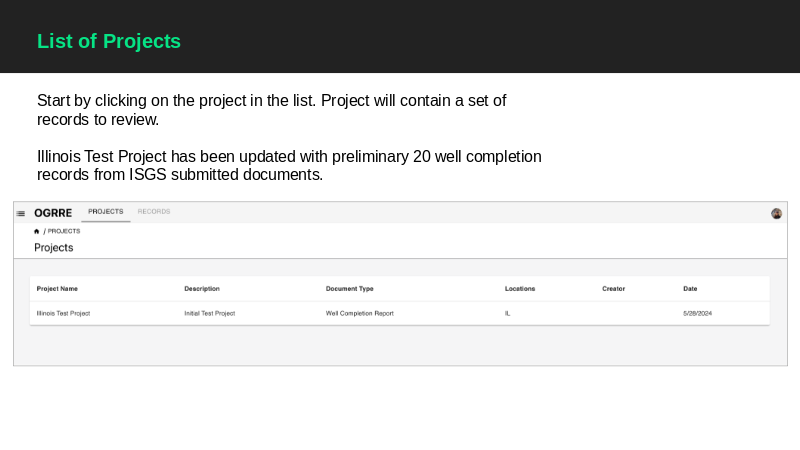 List of Projects
Start by clicking on the project in the list. Project will contain a set of
records to review.
Illinois Test Project has been updated with preliminary 20 well completion
records from ISGS submitted documents.
OGRRE PROJECTS RECORDS
/ PROJECTS
Projects
Project Name Description Document Type Locations Creator Date
Illinois Test Project Initial Test Project Well Completion Report IL 5/28/2024